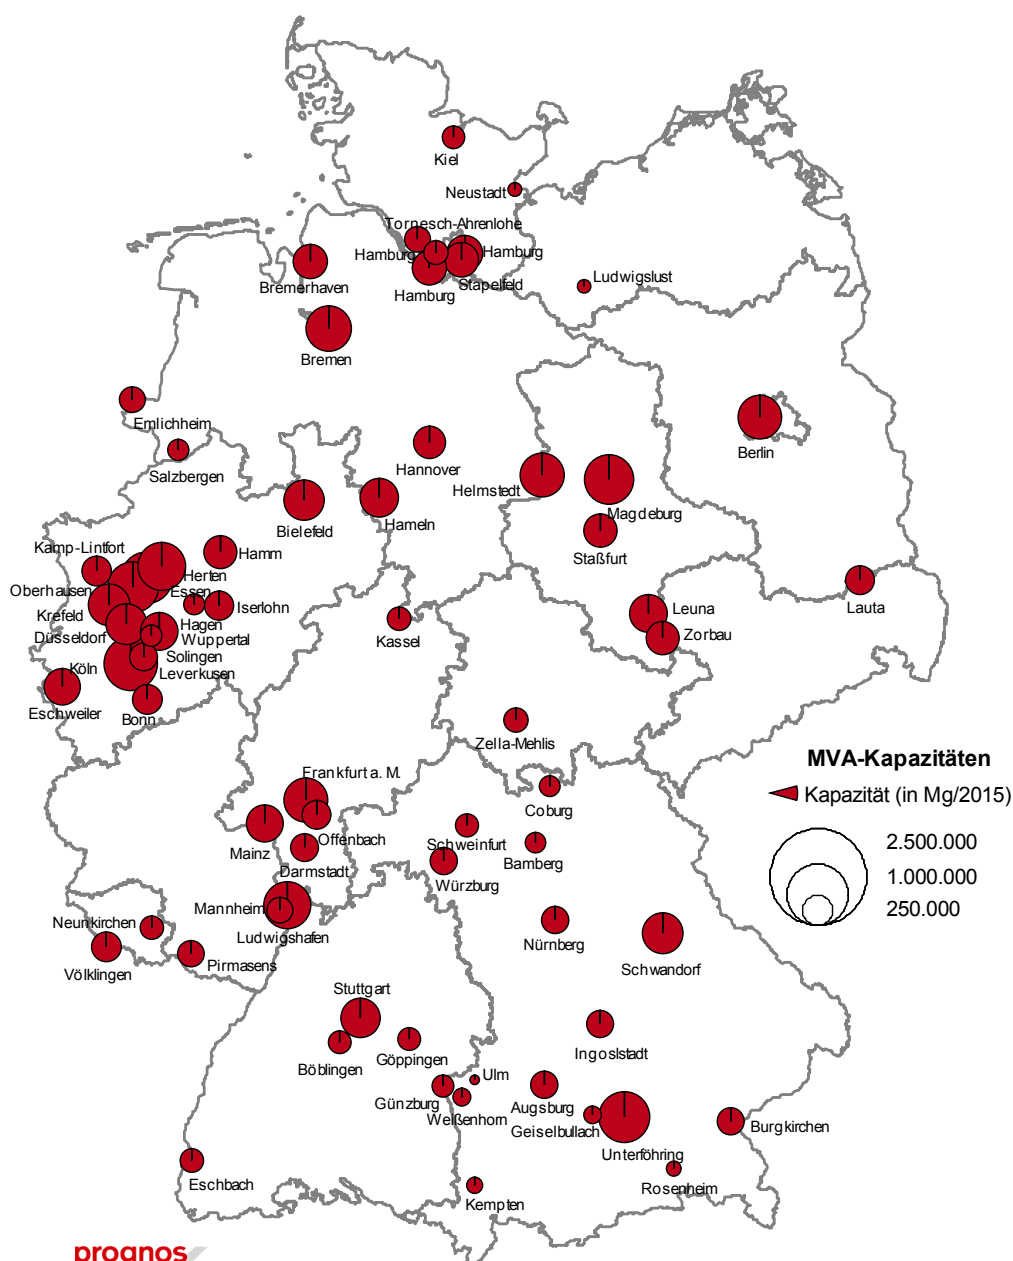 Kiel
Neustadt
Tornesch-Ahrenlohe
Hamburg
Hamburg
Stapelfeld
Hamburg
Bremerhaven
Ludwigslust
Bremen
Emlichheim
Salzbergen
Hannover
Berlin
Helmstedt
Magdeburg
Bielefeld
Hameln
Staßfurt
Kamp-Lintfort
Hamm
Herten
Oberhausen
Essen
Iserlohn
Krefeld
Hagen
Düsseldorf
Wuppertal
Solingen
Köln
Leverkusen
Eschweiler
Bonn
Kassel
Leuna
Zorbau
Lauta
Zella-Mehlis
MVA-Kapazitäten
Kapazität (in Mg/2015)
2.500.000
1.000.000
250.000
Frankfurt a. M.
Coburg
Offenbach
Mainz
Darmstadt
Schweinfurt
Bamberg
Würzburg
Mannheim
Ludwigshafen
Neunkirchen
Völklingen
Pirmasens
Nürnberg
Schwandorf
Stuttgart
Böblingen
Göppingen
Ingoslstadt
Ulm
Günzburg
Weißenhorn
Augsburg
Geiselbullach
Unterföhring
Burgkirchen
Rosenheim
Eschbach
Kempten
prognos